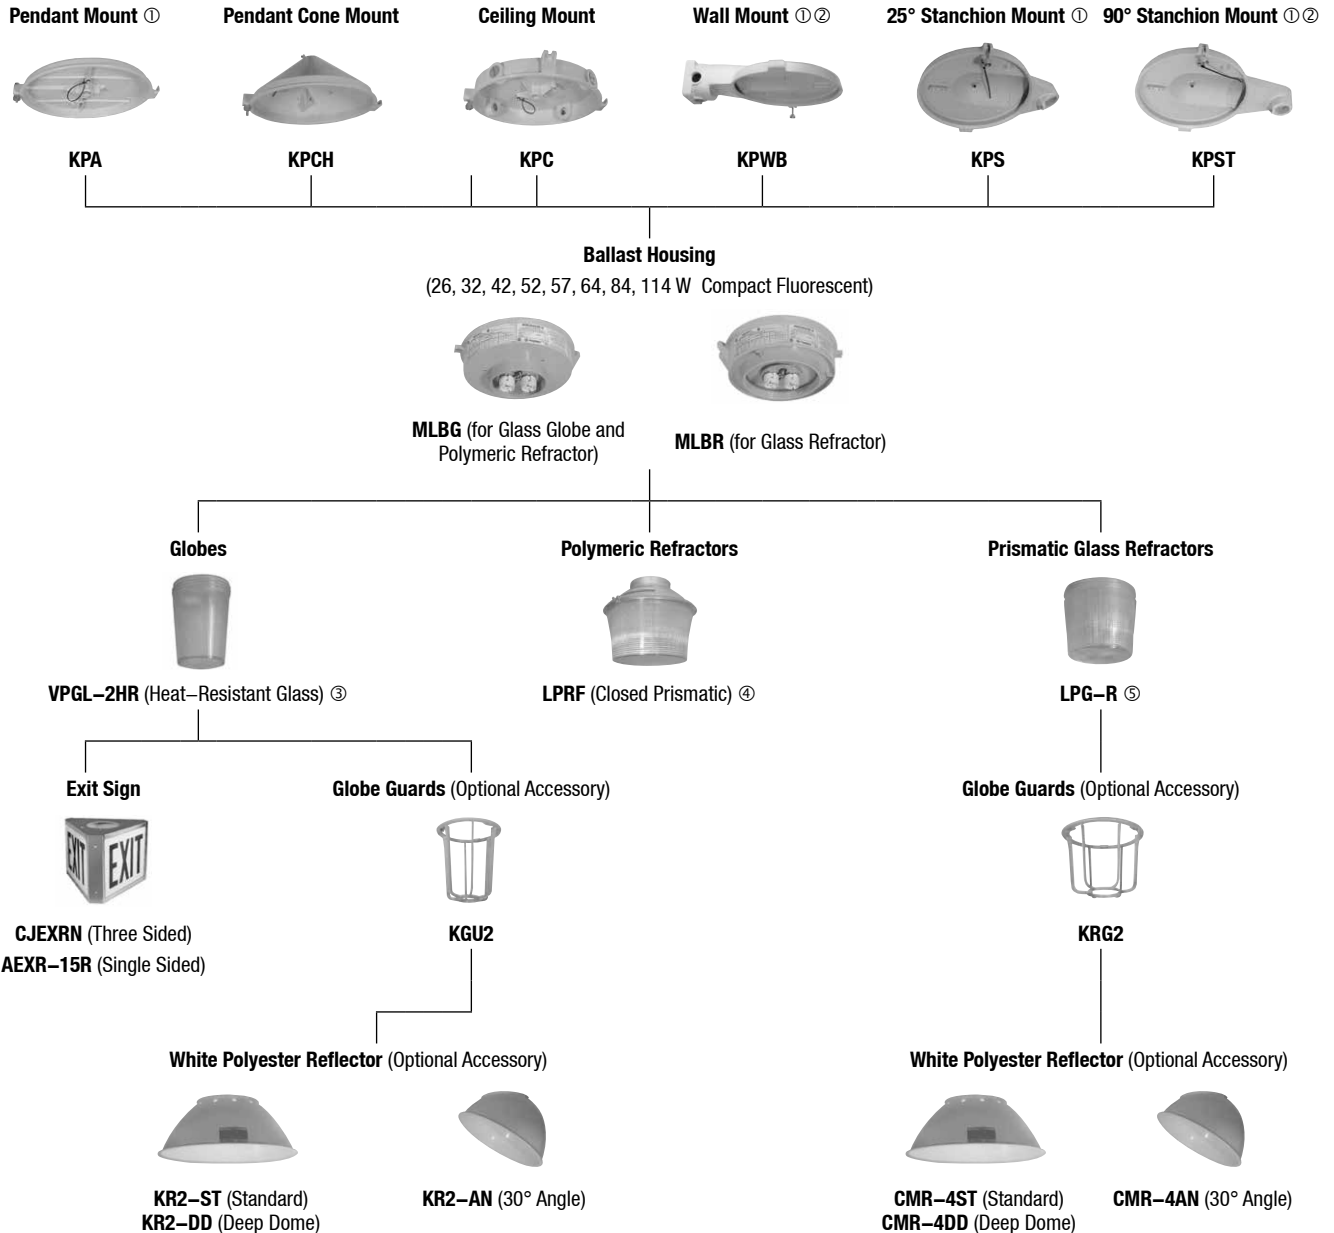 Pendant Mount ①
Pendant Cone Mount
Ceiling Mount
Wall Mount ①②
25° Stanchion Mount ①
90° Stanchion Mount ①②
KPA
KPCH
KPC
KPWB
KPS
KPST
Ballast Housing
(26, 32, 42, 52, 57, 64, 84, 114 W Compact Fluorescent)
MLBG (for Glass Globe and
Polymeric Refractor)
MLBR (for Glass Refractor)
Globes
Polymeric Refractors
Prismatic Glass Refractors
VPGL–2HR (Heat–Resistant Glass) ③
LPRF (Closed Prismatic) ④
LPG–R ⑤
Exit Sign
Globe Guards (Optional Accessory)
Globe Guards (Optional Accessory)
EXIT
EXIT
CJEXRN (Three Sided)
AEXR–15R (Single Sided)
KGU2
KRG2
White Polyester Reflector (Optional Accessory)
White Polyester Reflector (Optional Accessory)
KR2–ST (Standard)
KR2–DD (Deep Dome)
KR2–AN (30° Angle)
CMR–4ST (Standard)
CMR–4DD (Deep Dome)
CMR–4AN (30° Angle)